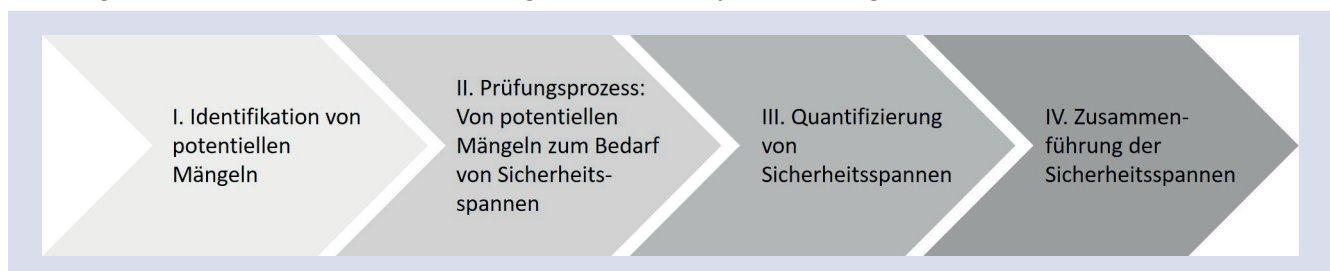 I. Identifikation von
potentiellen
Mängeln
II. Prüfungsprozess:
Von potentiellen
Mängeln zum Bedarf
von Sicherheits-
spannen
III. Quantifizierung
von
Sicherheitsspannen
IV. Zusammen-
führung der
Sicherheitsspannen